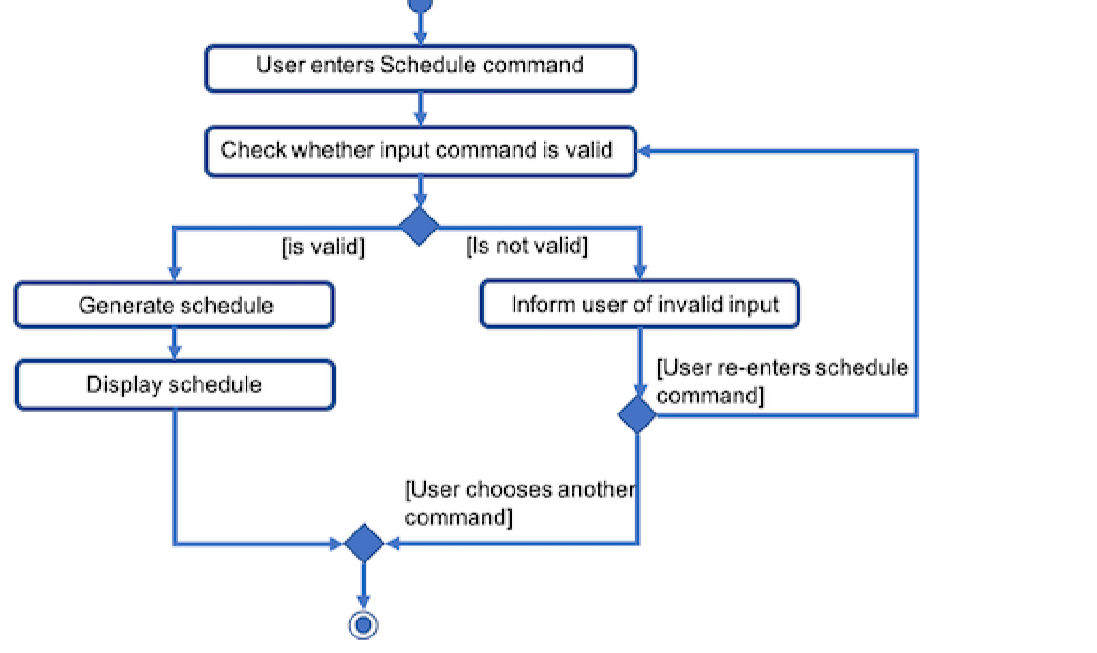 User enters Schedule command
Check whether input command is valid
[is valid]
[Is not valid]
Generate schedule
Inform user of invalid input
[User re-enters schedule
command]
Display schedule
[User chooses another
command]